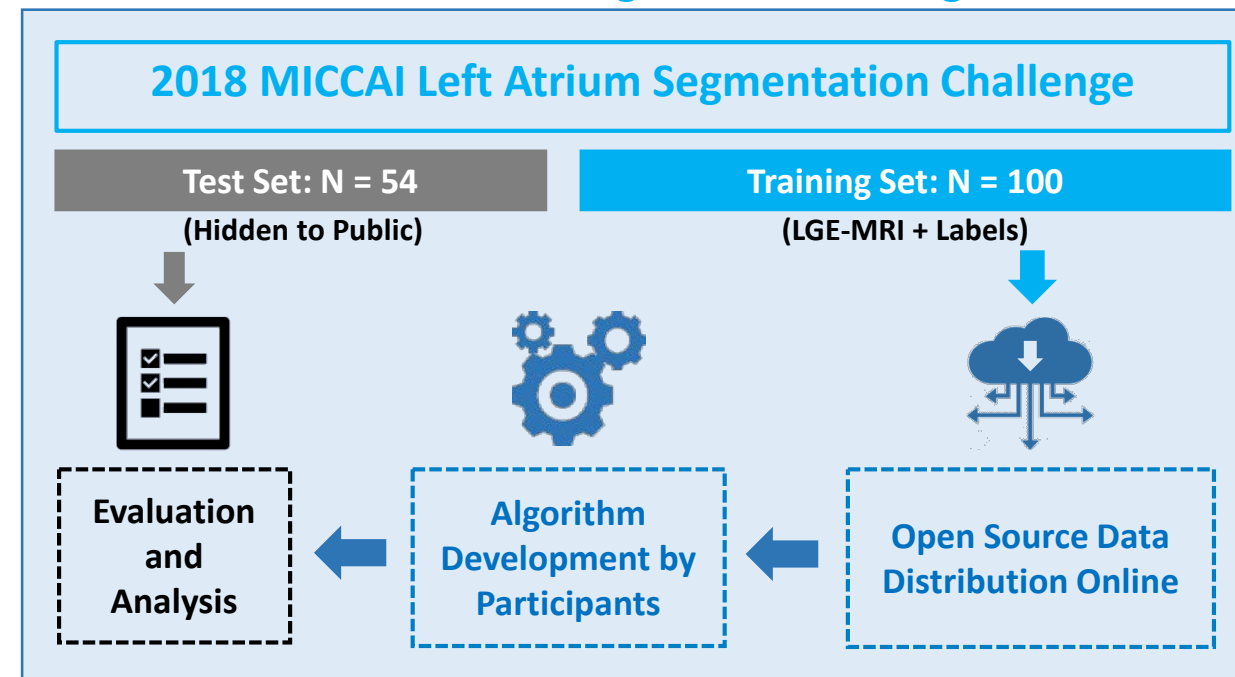 2018 MICCAI Left Atrium Segmentation Challenge
Test Set: N = 54
Training Set: N = 100
(Hidden to Public)
(LGE-MRI + Labels)
Evaluation
and
Analysis
Algorithm
Development by
Participants
Open Source Data
Distribution Online